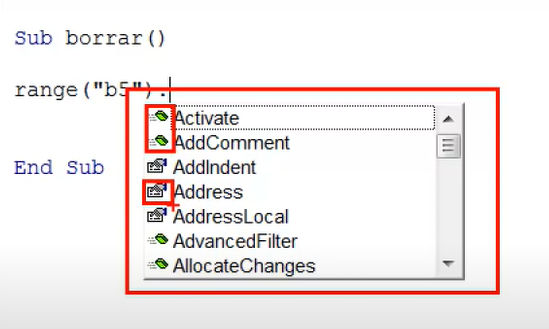 Sub borrar()
range("b5").
Activate
AddComment
AddIndent
Address
AddressLocal
AdvancedFilter
AllocateChanges
End Sub